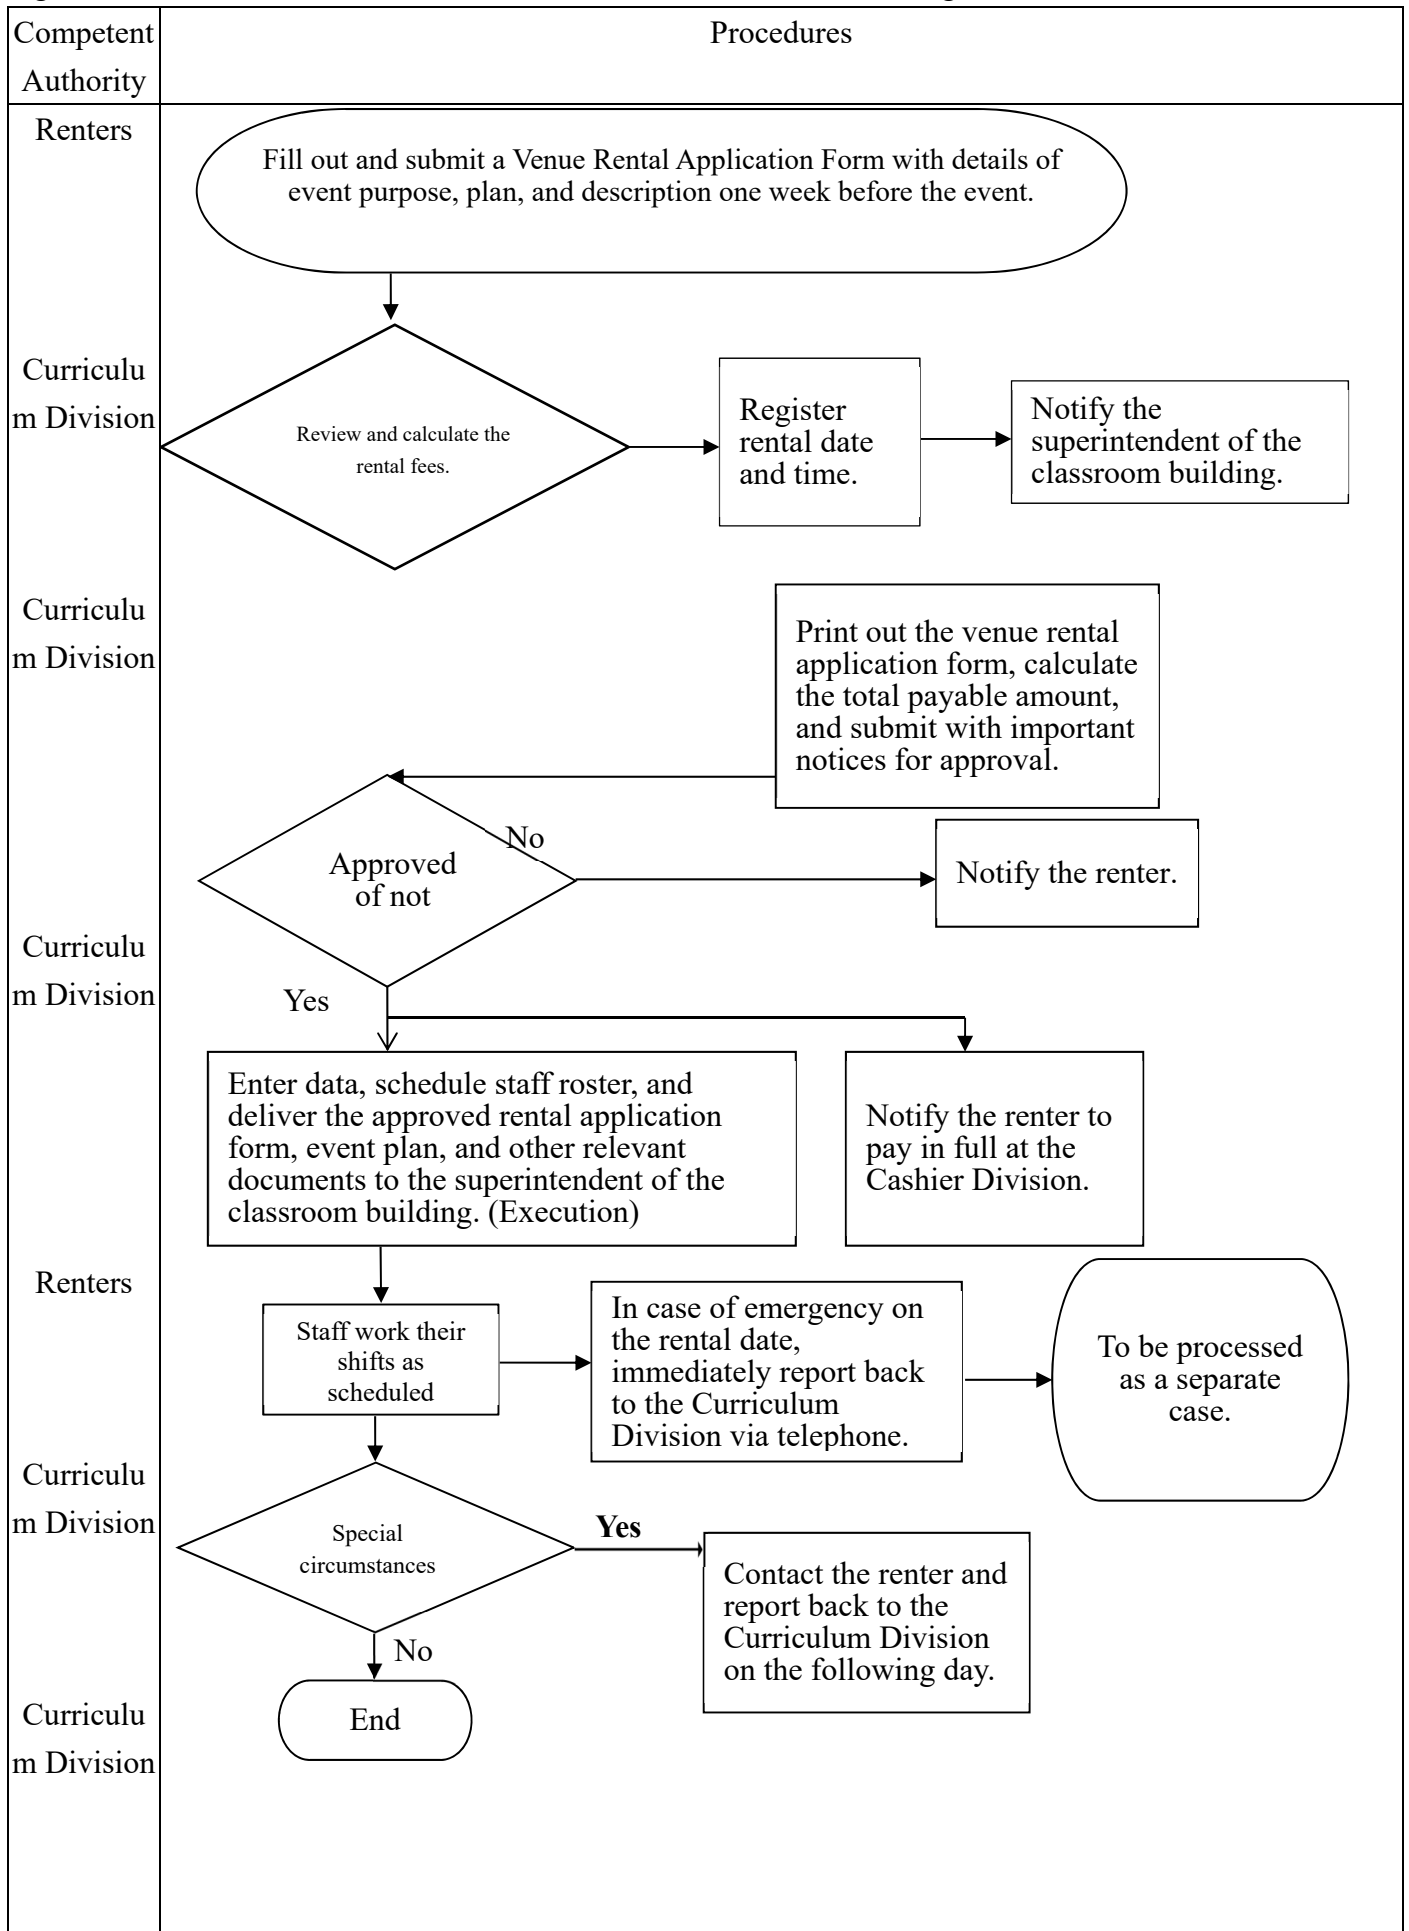 Competent
Authority
Procedures
Renters
Fill out and submit a Venue Rental Application Form with details of
event purpose, plan, and description one week before the event.
Curriculu
m Division
Review and calculate the
rental fees.
Register
rental date
and time.
Notify the
superintendent of the
classroom building.
Curriculu
m Division
Print out the venue rental
application form, calculate
the total payable amount,
and submit with important
notices for approval.
No
Approved
of not
Notify the renter.
Curriculu
m Division
Yes
Enter data, schedule staff roster, and
deliver the approved rental application
form, event plan, and other relevant
documents to the superintendent of the
classroom building. (Execution)
Notify the renter to
pay in full at the
Cashier Division.
Renters
Staff work their
shifts as
scheduled
In case of emergency on
the rental date,
immediately report back
to the Curriculum
Division via telephone.
To be processed
as a separate
case.
Curriculu
m Division
Special
circumstances
Yes
Contact the renter and
report back to the
Curriculum Division
on the following day.
No
End
Curriculu
m Division